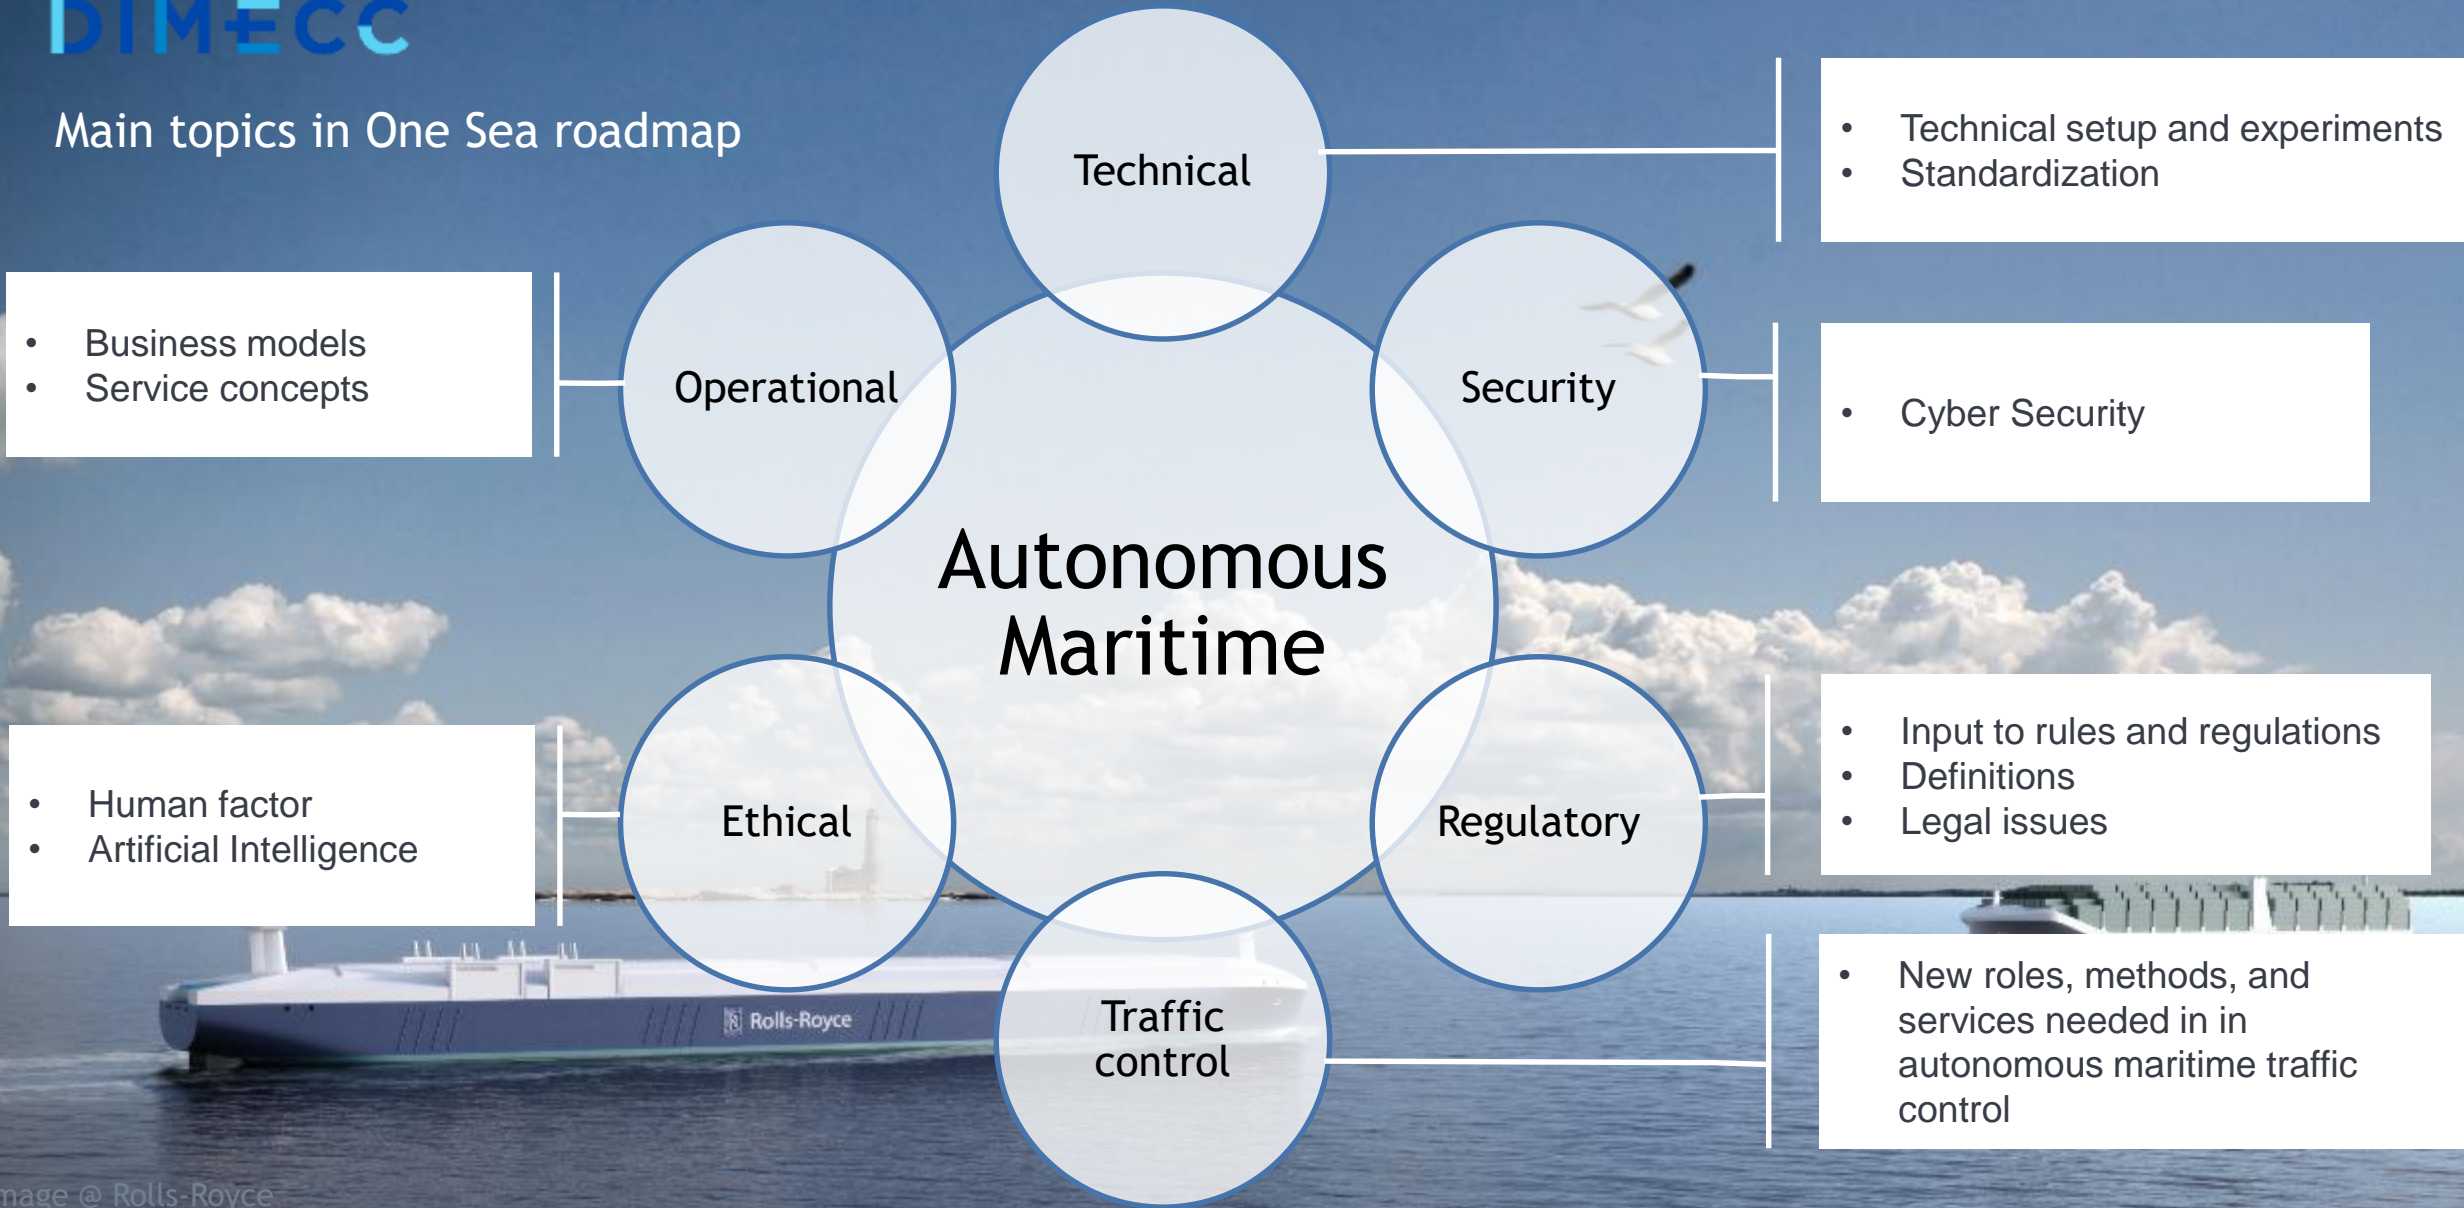 DIMECC
Main topics in One Sea roadmap
Technical
• Technical setup and experiments
• Standardization
Operational
• Business models
• Service concepts
Security
• Cyber Security
Autonomous
Maritime
Ethical
• Human factor
• Artificial Intelligence
Regulatory
• Input to rules and regulations
• Definitions
• Legal issues
Traffic
control
• New roles, methods, and
services needed in in
autonomous maritime traffic
control
Rolls-Royce
mage @ Rolls-Royce